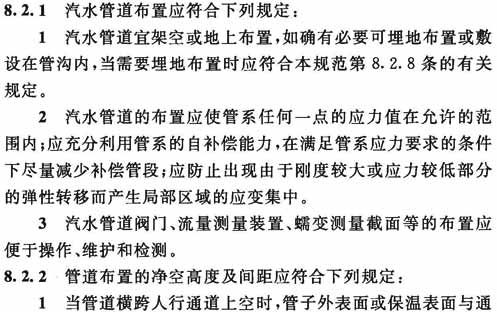 8.2.1 汽水管道布置应符合下列规定：
1 汽水管道宜架空或地上布置，如确有必要可埋地布置或敷
设在管沟内，当需要埋地布置时应符合本规范第 8.2.8 条的有关
规定。
2 汽水管道的布置应使管系任何一点的应力值在允许的范
围内；应充分利用管系的自补偿能力，在满足管系应力要求的条件
下尽量减少补偿管段；应防止出现由于刚度较大或应力较低部分
的弹性转移而产生局部区域的应变集中。
3 汽水管道阀门、流量测量装置、蠕变测量截面等的布置应
便于操作、维护和检测。
8.2.2 管道布置的净空高度及间距应符合下列规定：
1 当管道横跨人行通道上空时，管子外表面或保温表面与通